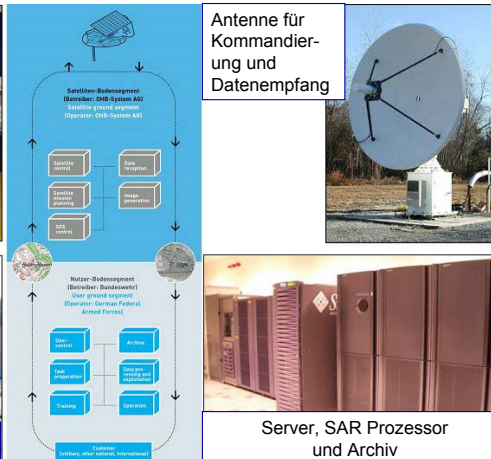 Antenne für
Kommandier-
ung und
Datenempfang
Satelliten-Bodensegment
(Betreiber: OHB-System AG)
Satellite ground segment
(Operator: OHB-System AG)
Satellite
control
Data
reception
Satellite
mission
planning
Image
generation
SGS
control
Nutzer-Bodensegment
(Betreiber: Bundeswehr)
User ground segment
(Operator: German Federal
Armed Forces)
Oder-
control
Archive
Task
preparation
Data pro-
cessing and
exploitation
Training
Operation
Customer
(military, other national, international)
Server, SAR Prozessor
und Archiv